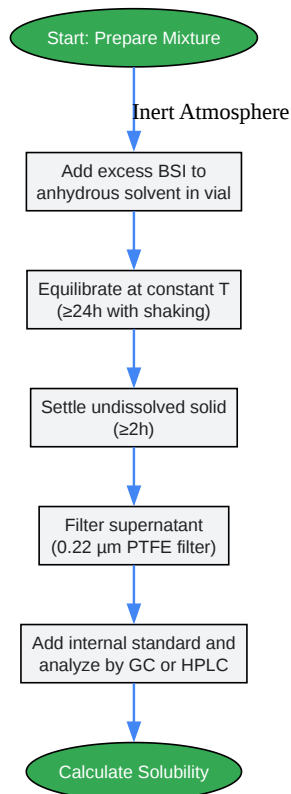 Start: Prepare Mixture
Inert Atmosphere
Add excess BSI to
anhydrous solvent in vial
Equilibrate at constant T
(≥24h with shaking)
Settle undissolved solid
(≥2h)
Filter supernatant
(0.22 µm PTFE filter)
Add internal standard and
analyze by GC or HPLC
Calculate Solubility